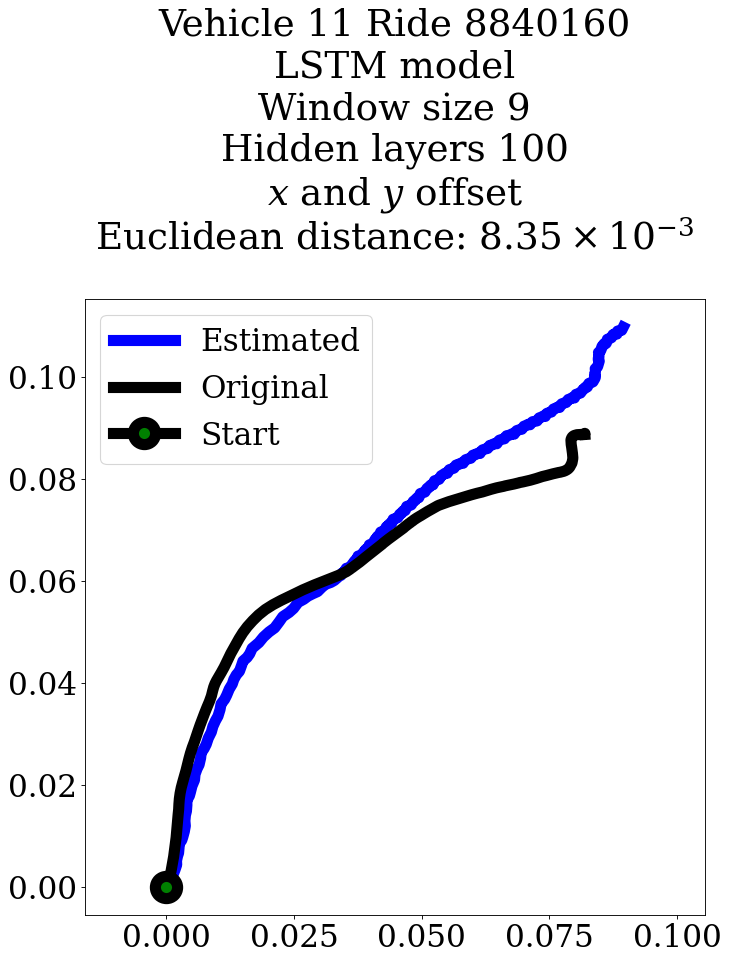 Vehicle 11 Ride 8840160
LSTM model
Window size 9
Hidden layers 100
x and y offset
Euclidean distance: 8.35 × 10⁻³
Estimated
Original
Start
0.10
0.08
0.06
0.04
0.02
0.00
0.000 0.025 0.050 0.075 0.100